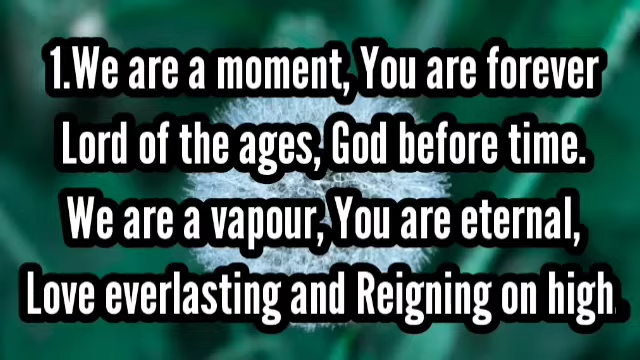 1.We are a moment, You are forever
Lord of the ages, God before time.
We are a vapour, You are eternal,
Love everlasting and Reigning on high.